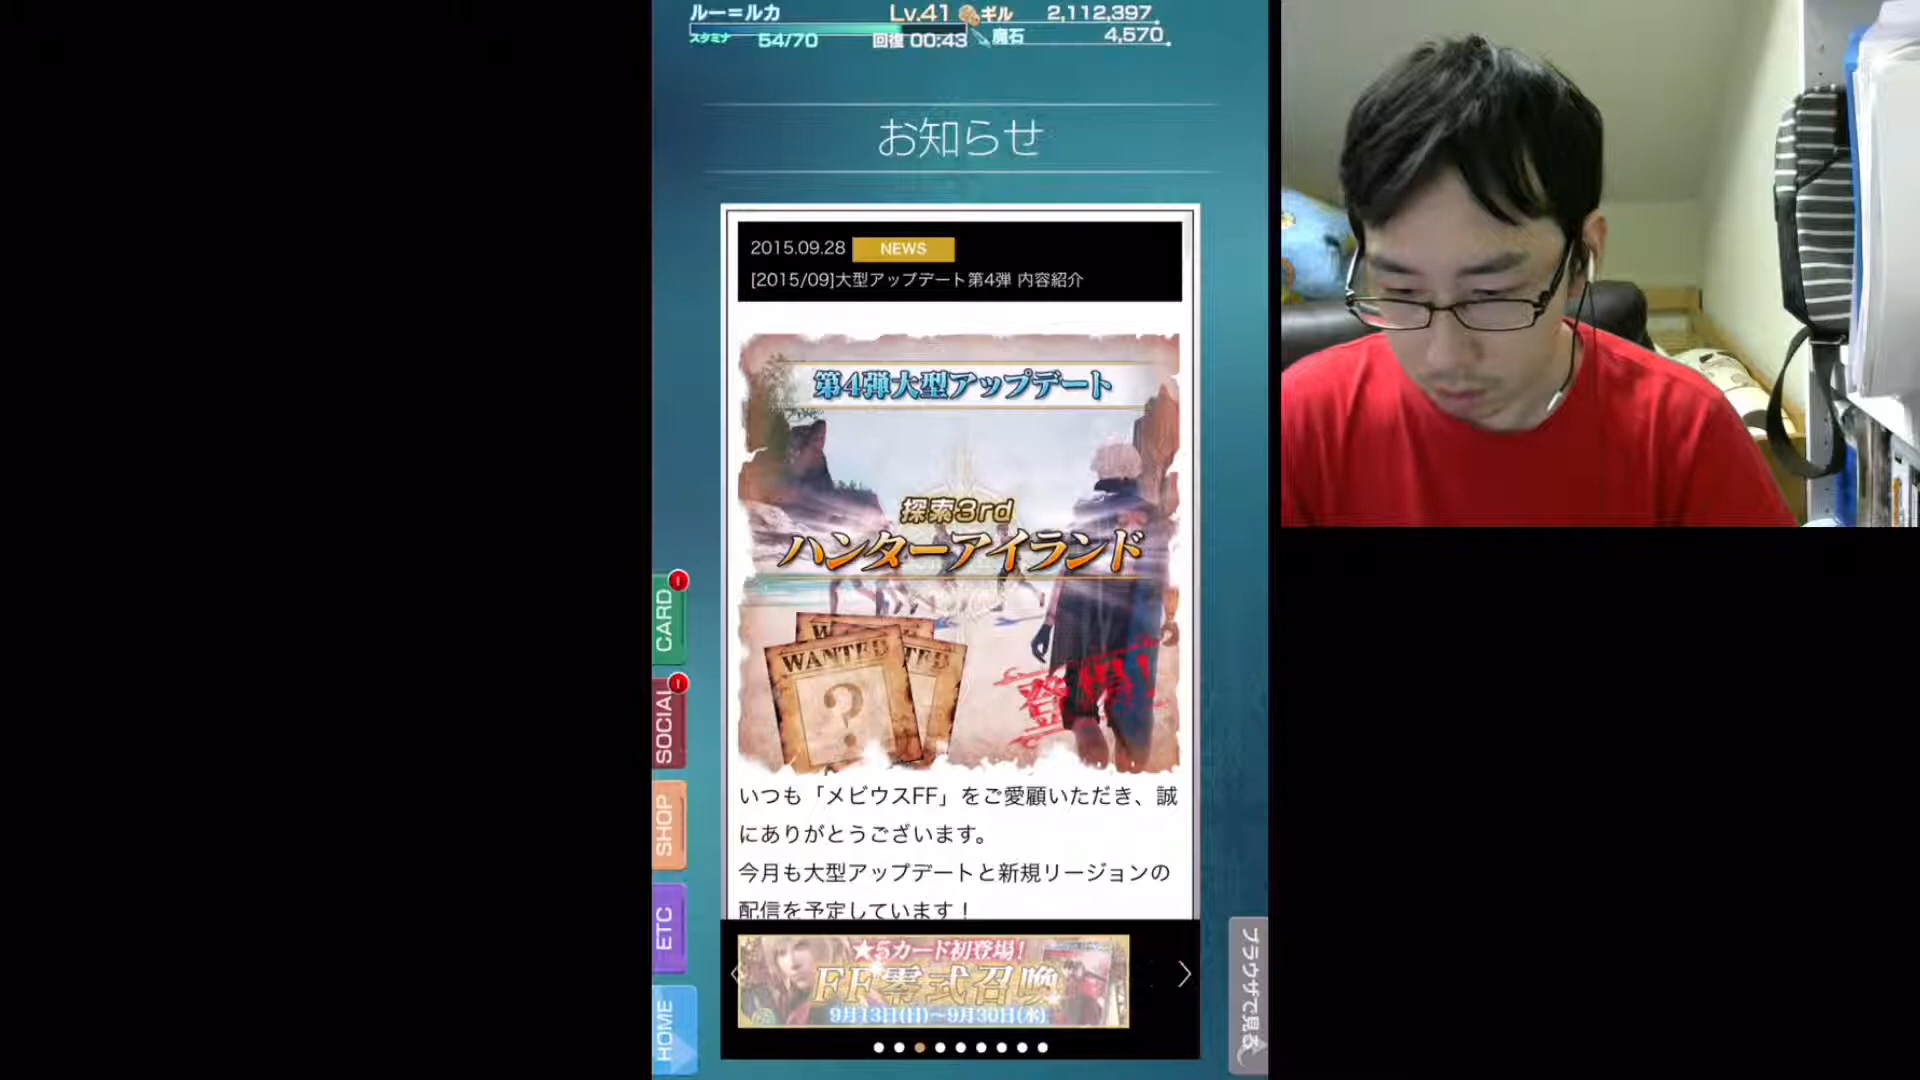 ルー=ルカ
Lv.41
ギル 2,112,397
スタミナ 54/70
回復 00:43
魔石 4,570
お知らせ
2015.09.28 NEWS
[2015/09]大型アップデート第4弾 内容紹介
第4弾大型アップデート
探索3rd
ハンターアイランド
WANTED
?
登場!
いつも「メビウスFF」をご愛顧いただき、誠
にありがとうございます。
今月も大型アップデートと新規リージョンの
配信を予定しています!
★5カード初登場!
FF零式召喚
9月13日(日)~9月30日(水)
CARD
SOCIAL
SHOP
ETC
HOME
ブラウザで見る